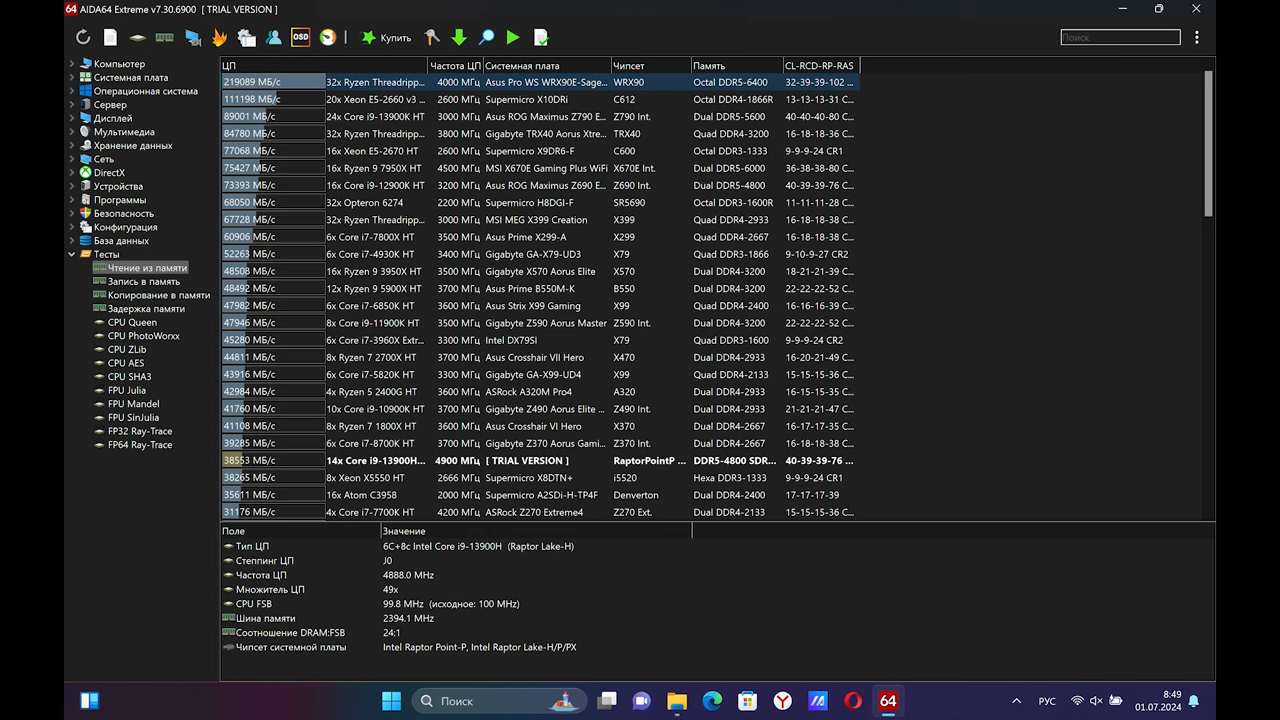 64 AIDA64 Extreme v7.30.6900 [ TRIAL VERSION ]
OSD Купить Поиск
Компьютер
Системная плата
Операционная система
Сервер
Дисплей
Мультимедиа
Хранение данных
Сеть
DirectX
Устройства
Программы
Безопасность
Конфигурация
База данных
Тесты
Чтение из памяти
Запись в память
Копирование в памяти
Задержка памяти
CPU Queen
CPU PhotoWorxx
CPU ZLib
CPU AES
CPU SHA3
FPU Julia
FPU Mandel
FPU SinJulia
FP32 Ray-Trace
FP64 Ray-Trace
ЦП Частота ЦП Системная плата Чипсет Память CL-RCD-RP-RAS
219089 МБ/с 32x Ryzen Threadripp... 4000 МГц Asus Pro WS WRX90E-Sage... WRX90 Octal DDR5-6400 32-39-39-102 ...
111198 МБ/с 20x Xeon E5-2660 v3 ... 2600 МГц Supermicro X10DRi C612 Octal DDR4-1866R 13-13-13-31 C...
89001 МБ/с 24x Core i9-13900K HT 3000 МГц Asus ROG Maximus Z790 E... Z790 Int. Dual DDR5-5600 40-40-40-80 C...
84780 МБ/с 32x Ryzen Threadripp... 3800 МГц Gigabyte TRX40 Aorus Xtre... TRX40 Quad DDR4-3200 16-18-18-36 C...
77068 МБ/с 16x Xeon E5-2670 HT 2600 МГц Supermicro X9DR6-F C600 Octal DDR3-1333 9-9-9-24 CR1
75427 МБ/с 16x Ryzen 9 7950X HT 4500 МГц MSI X670E Gaming Plus WiFi X670E Int. Dual DDR5-6000 36-38-38-80 C...
73393 МБ/с 16x Core i9-12900K HT 3200 МГц Asus ROG Maximus Z690 E... Z690 Int. Dual DDR5-4800 40-39-39-76 C...
68050 МБ/с 32x Opteron 6274 2200 МГц Supermicro H8DGI-F SR5690 Octal DDR3-1600R 11-11-11-28 C...
67728 МБ/с 32x Ryzen Threadripp... 3000 МГц MSI MEG X399 Creation X399 Quad DDR4-2933 16-18-18-38 C...
60906 МБ/с 6x Core i7-7800X HT 3500 МГц Asus Prime X299-A X299 Quad DDR4-2667 16-18-18-38 C...
52263 МБ/с 6x Core i7-4930K HT 3400 МГц Gigabyte GA-X79-UD3 X79 Quad DDR3-1866 9-10-9-27 CR2
48508 МБ/с 16x Ryzen 9 3950X HT 3500 МГц Gigabyte X570 Aorus Elite X570 Dual DDR4-3200 18-21-21-39 C...
48492 МБ/с 12x Ryzen 9 5900X HT 3700 МГц Asus Prime B550M-K B550 Dual DDR4-3200 22-22-22-52 C...
47982 МБ/с 6x Core i7-6850K HT 3600 МГц Asus Strix X99 Gaming X99 Quad DDR4-2400 16-16-16-39 C...
47946 МБ/с 8x Core i9-11900K HT 3500 МГц Gigabyte Z590 Aorus Master Z590 Int. Dual DDR4-3200 22-22-22-52 C...
45280 МБ/с 6x Core i7-3960X Extr... 3300 МГц Intel DX79SI X79 Quad DDR3-1600 9-9-9-24 CR2
44811 МБ/с 8x Ryzen 7 2700X HT 3700 МГц Asus Crosshair VII Hero X470 Dual DDR4-2933 16-20-21-49 C...
43916 МБ/с 6x Core i7-5820K HT 3300 МГц Gigabyte GA-X99-UD4 X99 Quad DDR4-2133 15-15-15-36 C...
42984 МБ/с 4x Ryzen 5 2400G HT 3600 МГц ASRock A320M Pro4 A320 Dual DDR4-2933 16-15-15-35 C...
41760 МБ/с 10x Core i9-10900K HT 3700 МГц Gigabyte Z490 Aorus Elite ... Z490 Int. Dual DDR4-2933 21-21-21-47 C...
41108 МБ/с 8x Ryzen 7 1800X HT 3600 МГц Asus Crosshair VI Hero X370 Dual DDR4-2667 16-17-16-35 C...
39285 МБ/с 6x Core i7-8700K HT 3700 МГц Gigabyte Z370 Aorus Gami... Z370 Int. Dual DDR4-2667 16-18-18-38 C...
38553 МБ/с 14x Core i9-13900H... 4900 МГц [ TRIAL VERSION ] RaptorPointP ... DDR5-4800 SDR... 40-39-39-76 ...
38265 МБ/с 8x Xeon X5550 HT 2666 МГц Supermicro X8DTN+ i5520 Hexa DDR3-1333 9-9-9-24 CR1
35611 МБ/с 16x Atom C3958 2000 МГц Supermicro A2SDi-H-TP4F Denverton Dual DDR4-2400 17-17-17-39
31176 МБ/с 4x Core i7-7700K HT 4200 МГц ASRock Z270 Extreme4 Z270 Ext. Dual DDR4-2133 15-15-15-36 C...
Поле Значение
Тип ЦП 6C+8c Intel Core i9-13900H (Raptor Lake-H)
Степпинг ЦП J0
Частота ЦП 4888.0 MHz
Множитель ЦП 49x
CPU FSB 99.8 MHz (исходное: 100 MHz)
Шина памяти 2394.1 MHz
Соотношение DRAM:FSB 24:1
Чипсет системной платы Intel Raptor Point-P, Intel Raptor Lake-H/P/PX
Поиск 64 РУС 8:49
01.07.2024